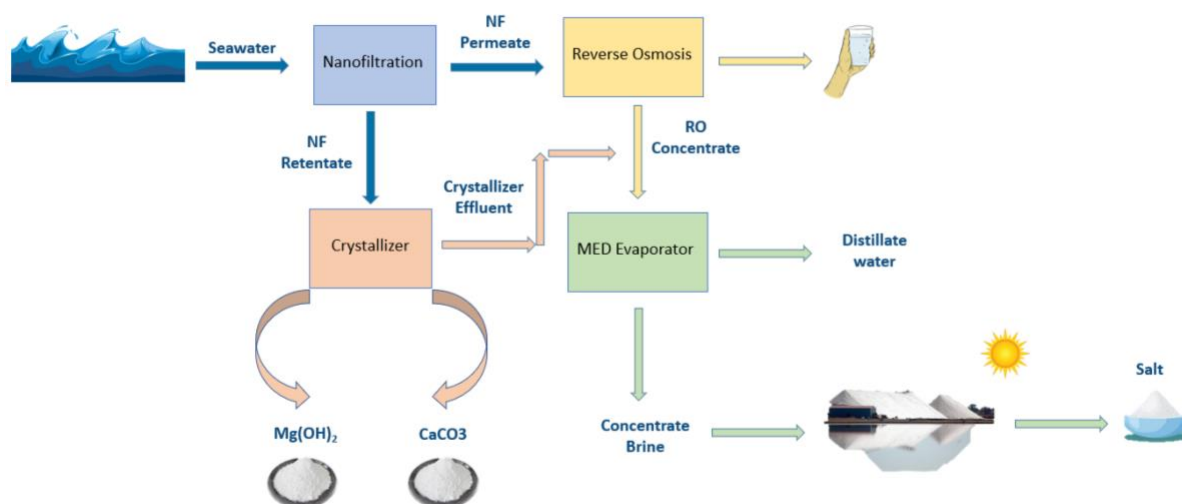 Seawater
Nanofiltration
NF
Permeate
Reverse Osmosis
NF
Retentate
RO
Concentrate
Crystallizer
Effluent
Crystallizer
MED Evaporator
Distillate
water
Mg(OH)₂
CaCO3
Concentrate
Brine
Salt